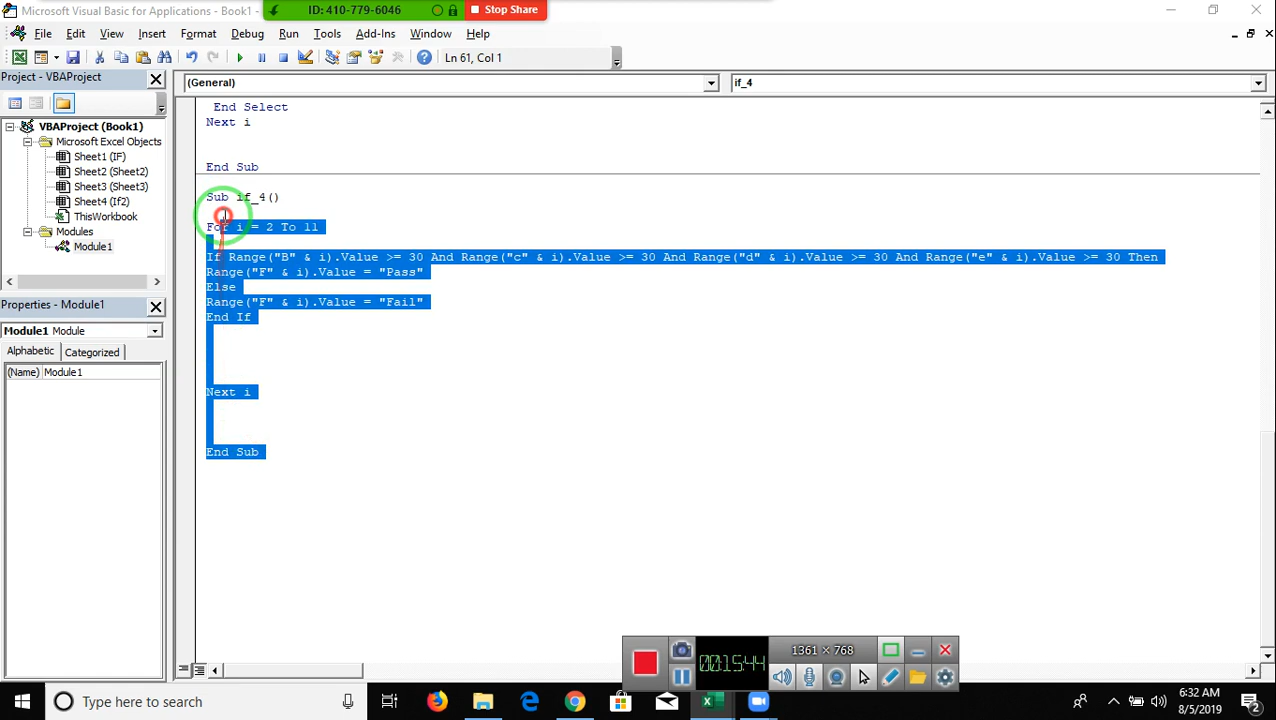 Microsoft Visual Basic for Applications - Book1 -
ID: 410-779-6046
Stop Share
File Edit View Insert Format Debug Run Tools Add-Ins Window Help
Ln 61, Col 1
Project - VBAProject
(General)
if_4
VBAProject (Book1)
Microsoft Excel Objects
Sheet1 (IF)
Sheet2 (Sheet2)
Sheet3 (Sheet3)
Sheet4 (If2)
ThisWorkbook
Modules
Module1
Properties - Module1
Module1 Module
Alphabetic Categorized
(Name) Module1
End Select
Next i
End Sub
Sub if_4()
For i = 2 To 11
If Range("B" & i).Value >= 30 And Range("c" & i).Value >= 30 And Range("d" & i).Value >= 30 And Range("e" & i).Value >= 30 Then
Range("F" & i).Value = "Pass"
Else
Range("F" & i).Value = "Fail"
End If
Next i
End Sub
00:15:44
1361 × 768
Type here to search
6:32 AM
8/5/2019
2